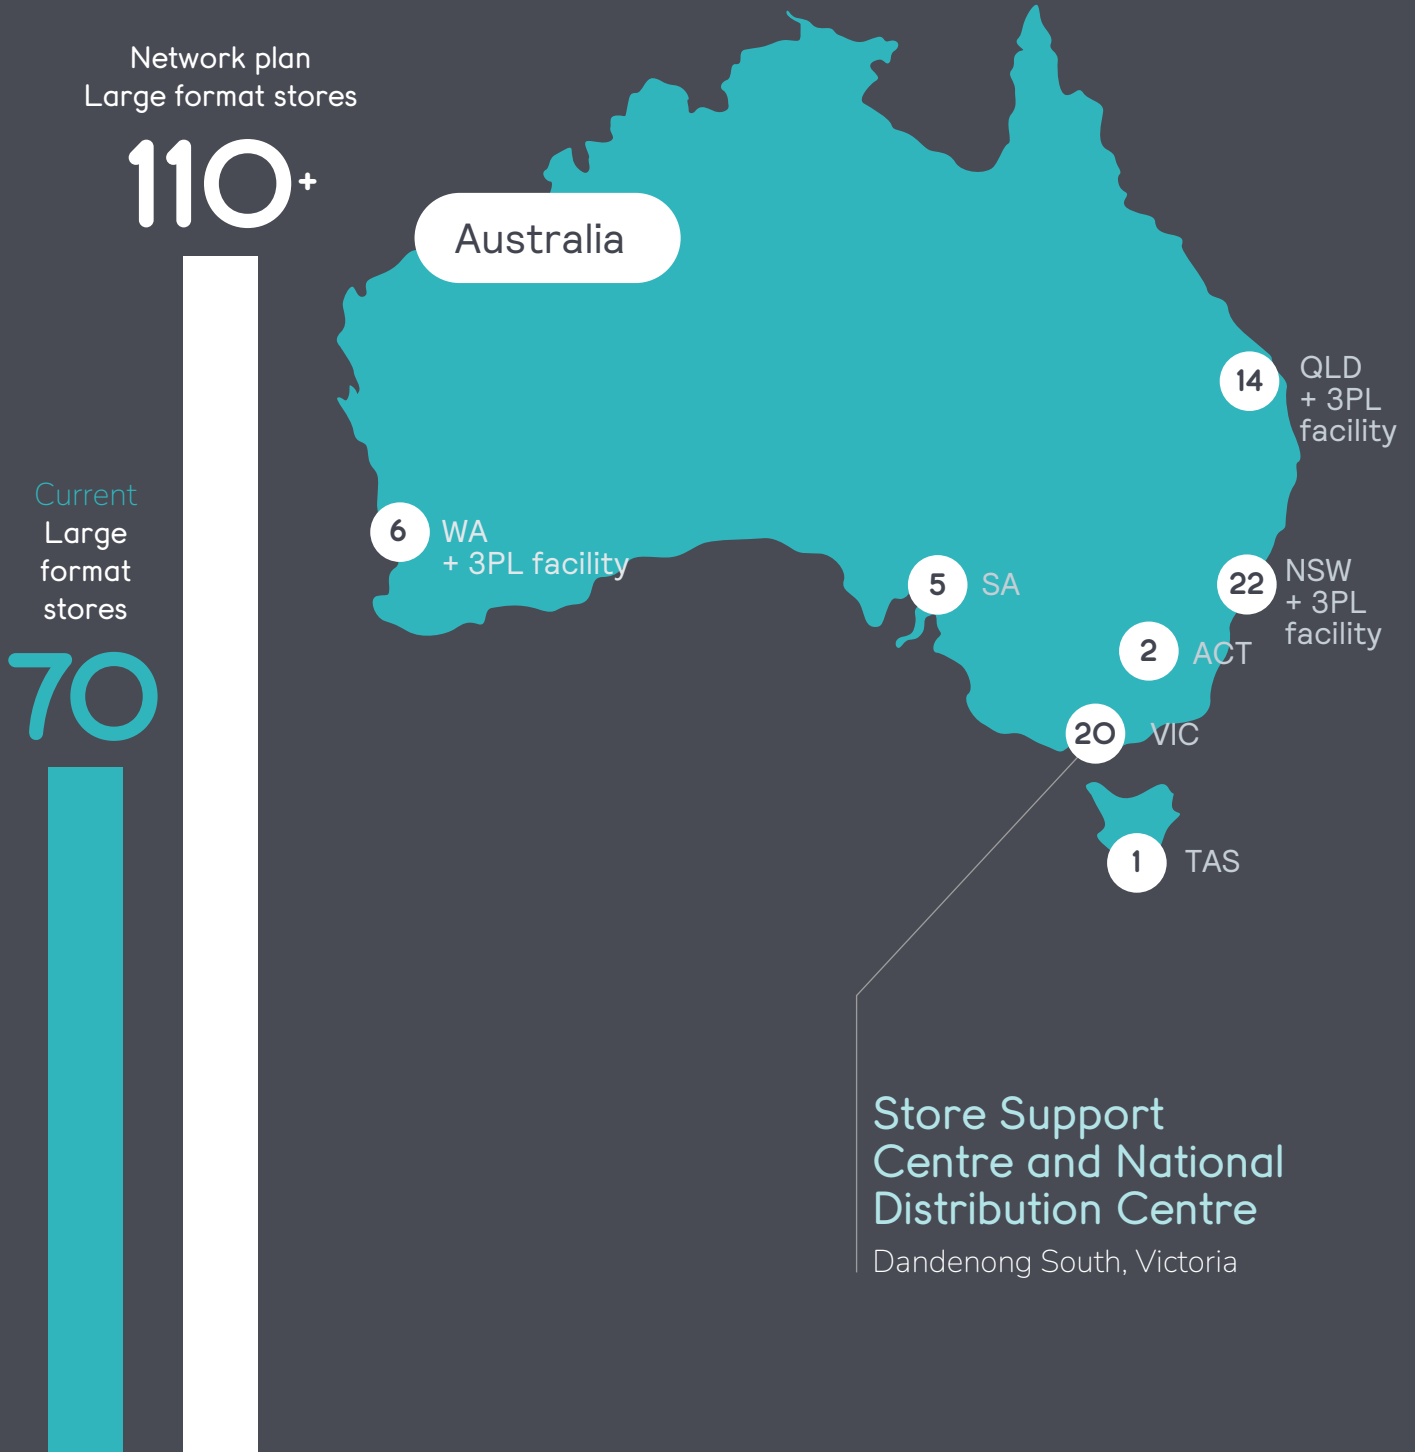 Network plan
Large format stores
110+
Current
Large
format
stores
70
Australia
14
QLD
+ 3PL
facility
6
WA
+ 3PL facility
5
SA
22
NSW
+ 3PL
facility
2
ACT
20
VIC
1
TAS
Store Support
Centre and National
Distribution Centre
Dandenong South, Victoria